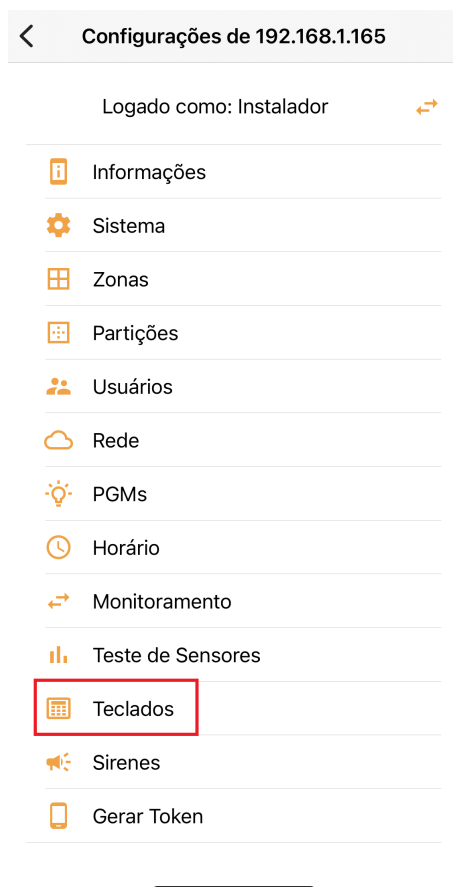 Configurações de 192.168.1.165
Logado como: Instalador
Informações
Sistema
Zonas
Partições
Usuários
Rede
PGMs
Horário
Monitoramento
Teste de Sensores
Teclados
Sirenes
Gerar Token